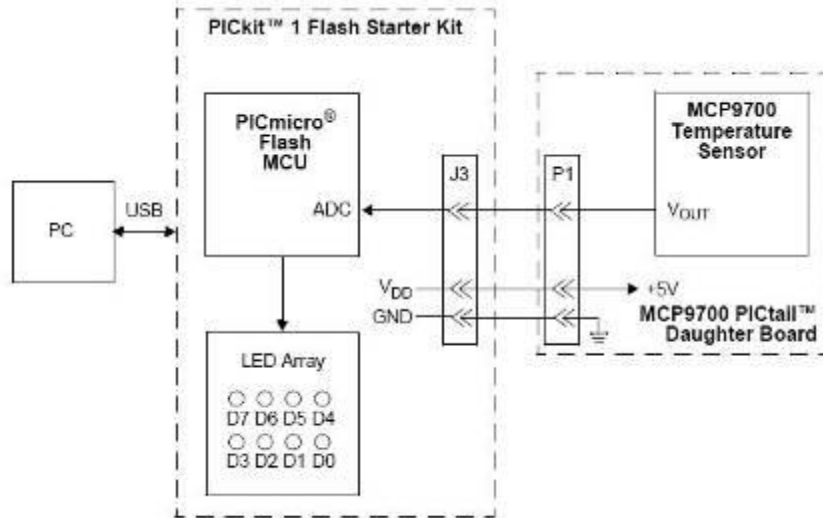 PICkit™ 1 Flash Starter Kit
PICmicro®
Flash
MCU
ADC
PC
USB
J3
P1
MCP9700
Temperature
Sensor
VOUT
VDD
GND
+5V
MCP9700 PICtail™
Daughter Board
LED Array
D7 D6 D5 D4
D3 D2 D1 D0